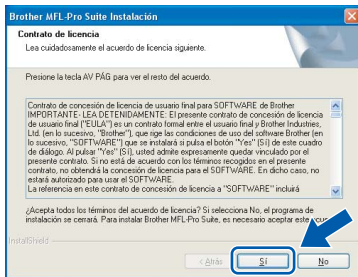 Brother MFL-Pro Suite Instalación
Contrato de licencia
Lea cuidadosamente el acuerdo de licencia siguiente.
Presione la tecla AV PÁG para ver el resto del acuerdo.
Contrato de concesión de licencia de usuario final para SOFTWARE de Brother
IMPORTANTE- LEA DETENIDAMENTE: El presente contrato de concesión de licencia
de usuario final ("EULA") es un contrato formal entre el usuario final y Brother Industries,
Ltd. (en lo sucesivo, "Brother"), que rige las condiciones de uso del software Brother (en
lo sucesivo, "SOFTWARE") que se instalará si pulsa el botón "Yes" (Sí) de este cuadro
de diálogo. Al pulsar "Yes" (Sí), usted admite expresamente quedar vinculado por el
presente contrato. Si no está de acuerdo con los términos recogidos en el presente
contrato, no obtendrá la concesión de licencia para el SOFTWARE. En dicho caso, no
estará autorizado para usar el SOFTWARE.
La referencia en este contrato de concesión de licencia a "SOFTWARE" incluirá
¿Acepta todos los términos del acuerdo de licencia? Si selecciona No, el programa de
instalación se cerrará. Para instalar Brother MFL-Pro Suite, es necesario aceptar este
InstallShield
< Atrás Sí No